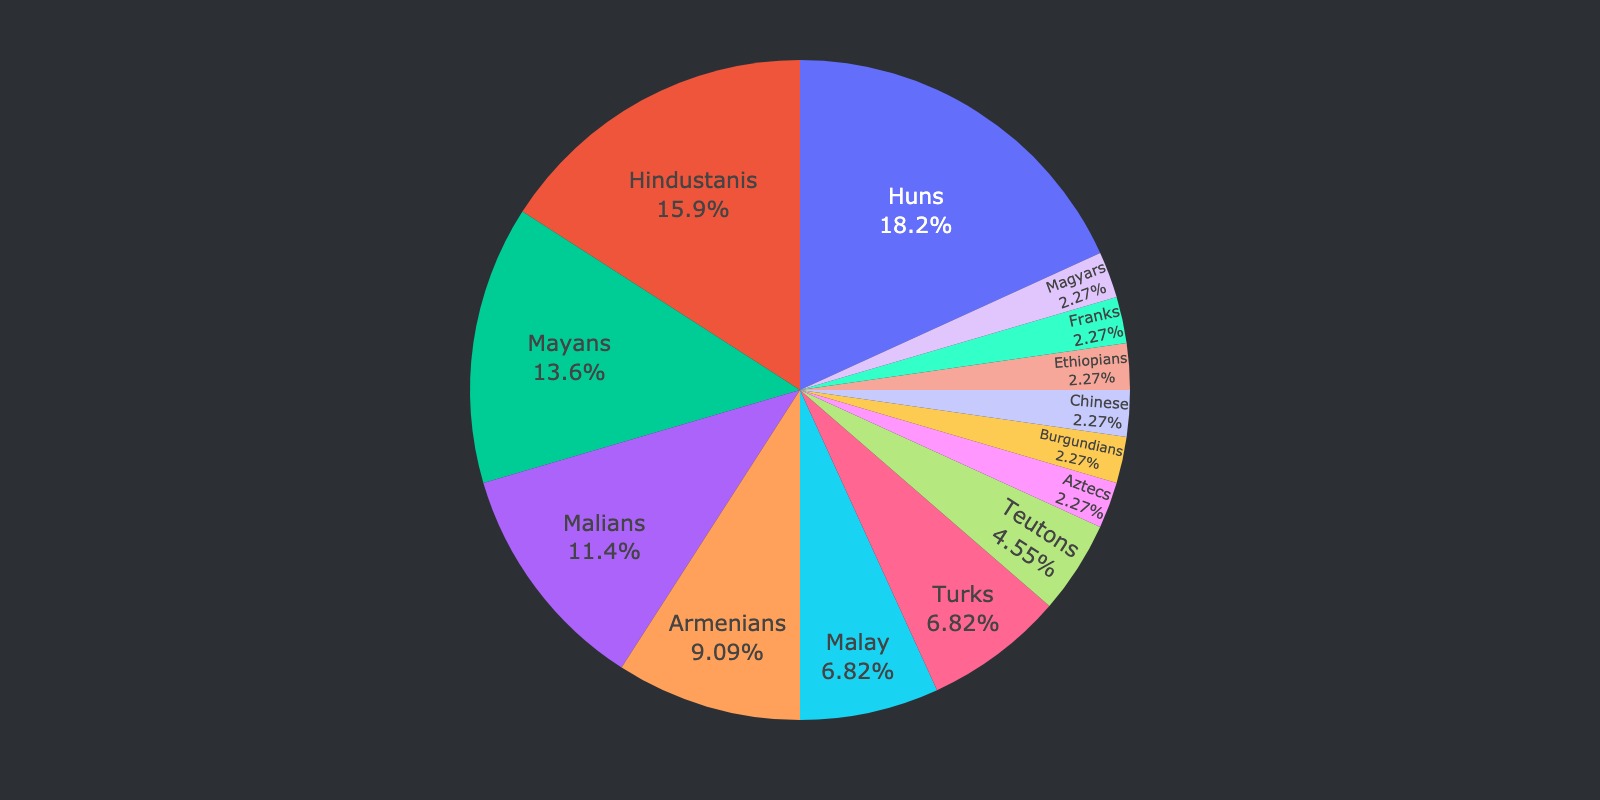 Hindustanis
15.9%
Huns
18.2%
Magyars
2.27%
Franks
2.27%
Ethiopians
2.27%
Chinese
2.27%
Burgundians
2.27%
Aztecs
2.27%
Teutons
4.55%
Turks
6.82%
Malay
6.82%
Armenians
9.09%
Malians
11.4%
Mayans
13.6%